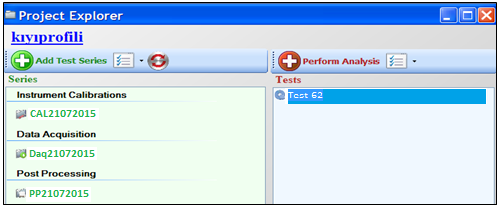 Project Explorer
kıyıprofili
Add Test Series
Perform Analysis
Series
Tests
Instrument Calibrations
CAL21072015
Test 62
Data Acquisition
Daq21072015
Post Processing
PP21072015